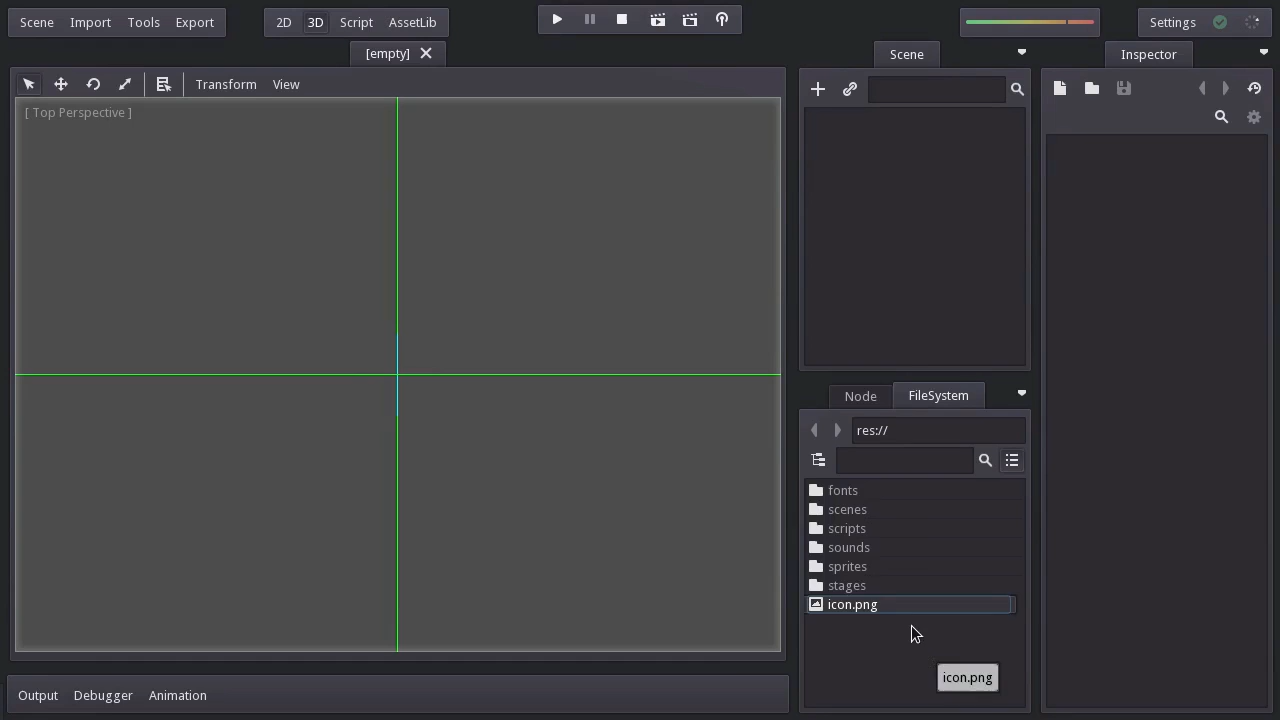 Scene Import Tools Export 2D 3D Script AssetLib Settings
[empty] Scene Inspector
Transform View
[ Top Perspective ]
Node FileSystem
res://
fonts
scenes
scripts
sounds
sprites
stages
icon.png
icon.png
Output Debugger Animation